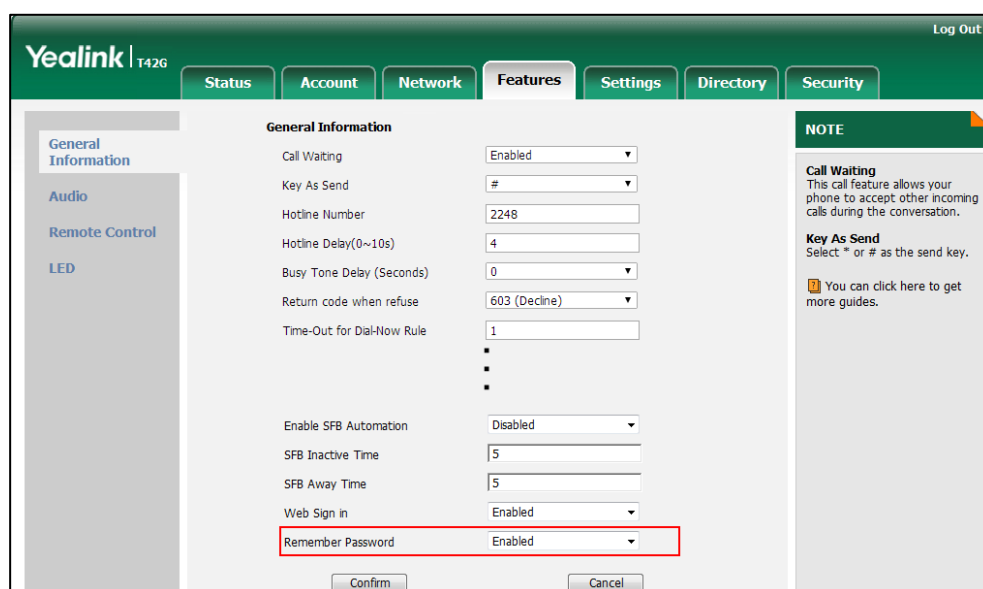 Log Out
Yealink T42G
Status Account Network Features Settings Directory Security
General
Information
Audio
Remote Control
LED
General Information
Call Waiting Enabled
Key As Send #
Hotline Number 2248
Hotline Delay(0~10s) 4
Busy Tone Delay (Seconds) 0
Return code when refuse 603 (Decline)
Time-Out for Dial-Now Rule 1
Enable SFB Automation Disabled
SFB Inactive Time 5
SFB Away Time 5
Web Sign in Enabled
Remember Password Enabled
Confirm Cancel
NOTE
Call Waiting
This call feature allows your
phone to accept other incoming
calls during the conversation.
Key As Send
Select * or # as the send key.
You can click here to get
more guides.